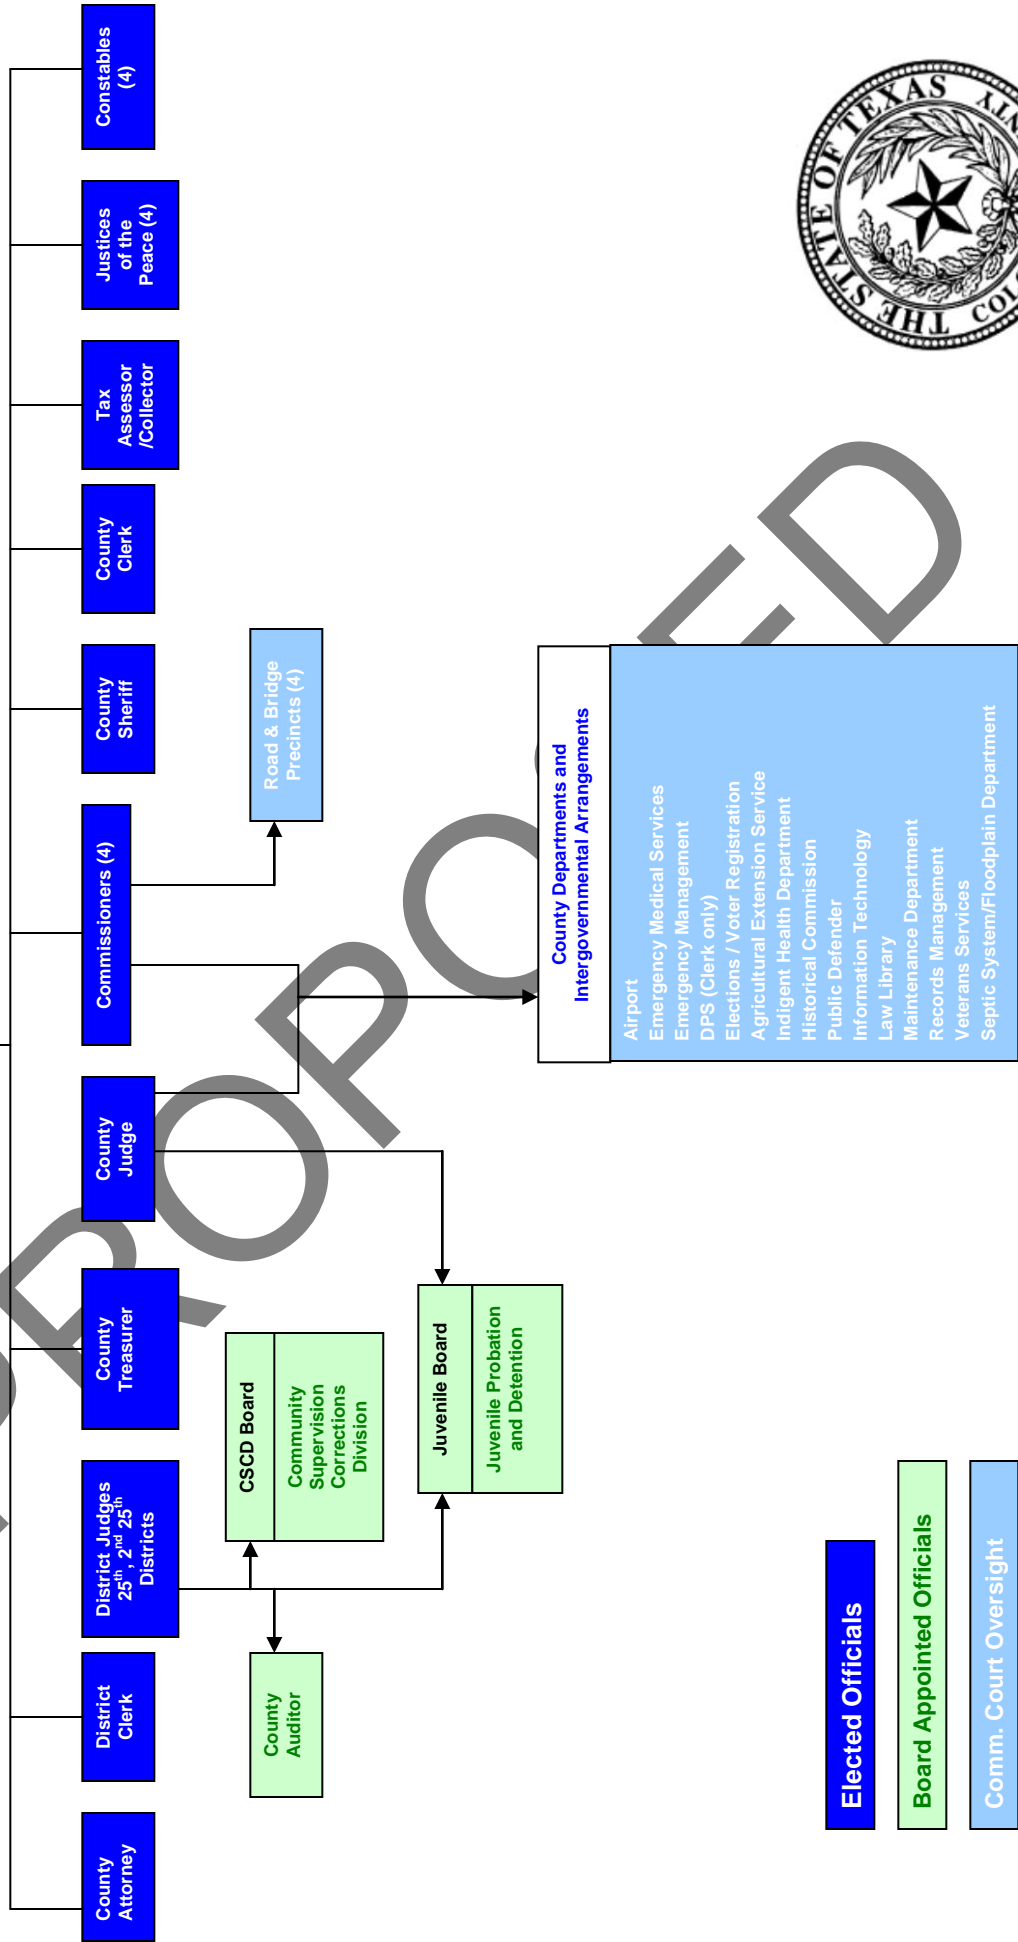 County
Attorney
District
Clerk
District Judges
25th, 2nd 25th
Districts
County
Treasurer
County
Judge
Commissioners (4)
County
Sheriff
County
Clerk
Tax
Assessor
/Collector
Justices
of the
Peace (4)
Constables
(4)
County
Auditor
CSCD Board
Community
Supervision
Corrections
Division
Road & Bridge
Precincts (4)
Juvenile Board
Juvenile Probation
and Detention
County Departments and
Intergovernmental Arrangements
Airport
Emergency Medical Services
Emergency Management
DPS (Clerk only)
Elections / Voter Registration
Agricultural Extension Service
Indigent Health Department
Historical Commission
Public Defender
Information Technology
Law Library
Maintenance Department
Records Management
Veterans Services
Septic System/Floodplain Department
Elected Officials
Board Appointed Officials
Comm. Court Oversight
THE STATE OF TEXAS
PROPOSED